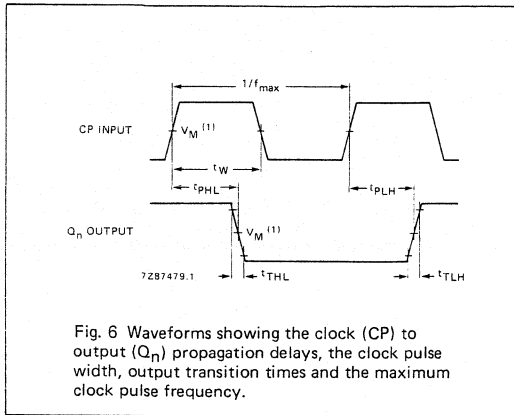 1/fmax
CP INPUT
VM (1)
tW
tPHL
tPLH
Qn OUTPUT
VM (1)
7Z87479.1
tTHL
tTLH
Fig. 6 Waveforms showing the clock (CP) to
output (Qn) propagation delays, the clock pulse
width, output transition times and the maximum
clock pulse frequency.